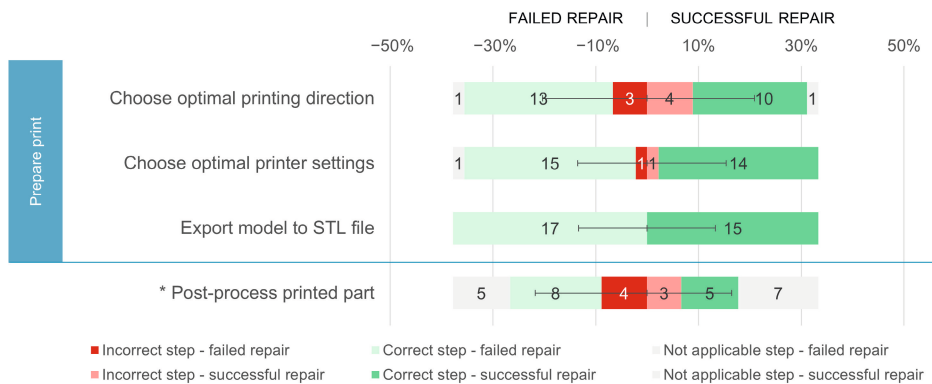 FAILED REPAIR | SUCCESSFUL REPAIR
−50% −30% −10% 10% 30% 50%
Prepare print
Choose optimal printing direction 1 13 3 4 10 1
Choose optimal printer settings 1 15 1 1 14
Export model to STL file 17 15
* Post-process printed part 5 8 4 3 5 7
Incorrect step - failed repair Correct step - failed repair Not applicable step - failed repair
Incorrect step - successful repair Correct step - successful repair Not applicable step - successful repair